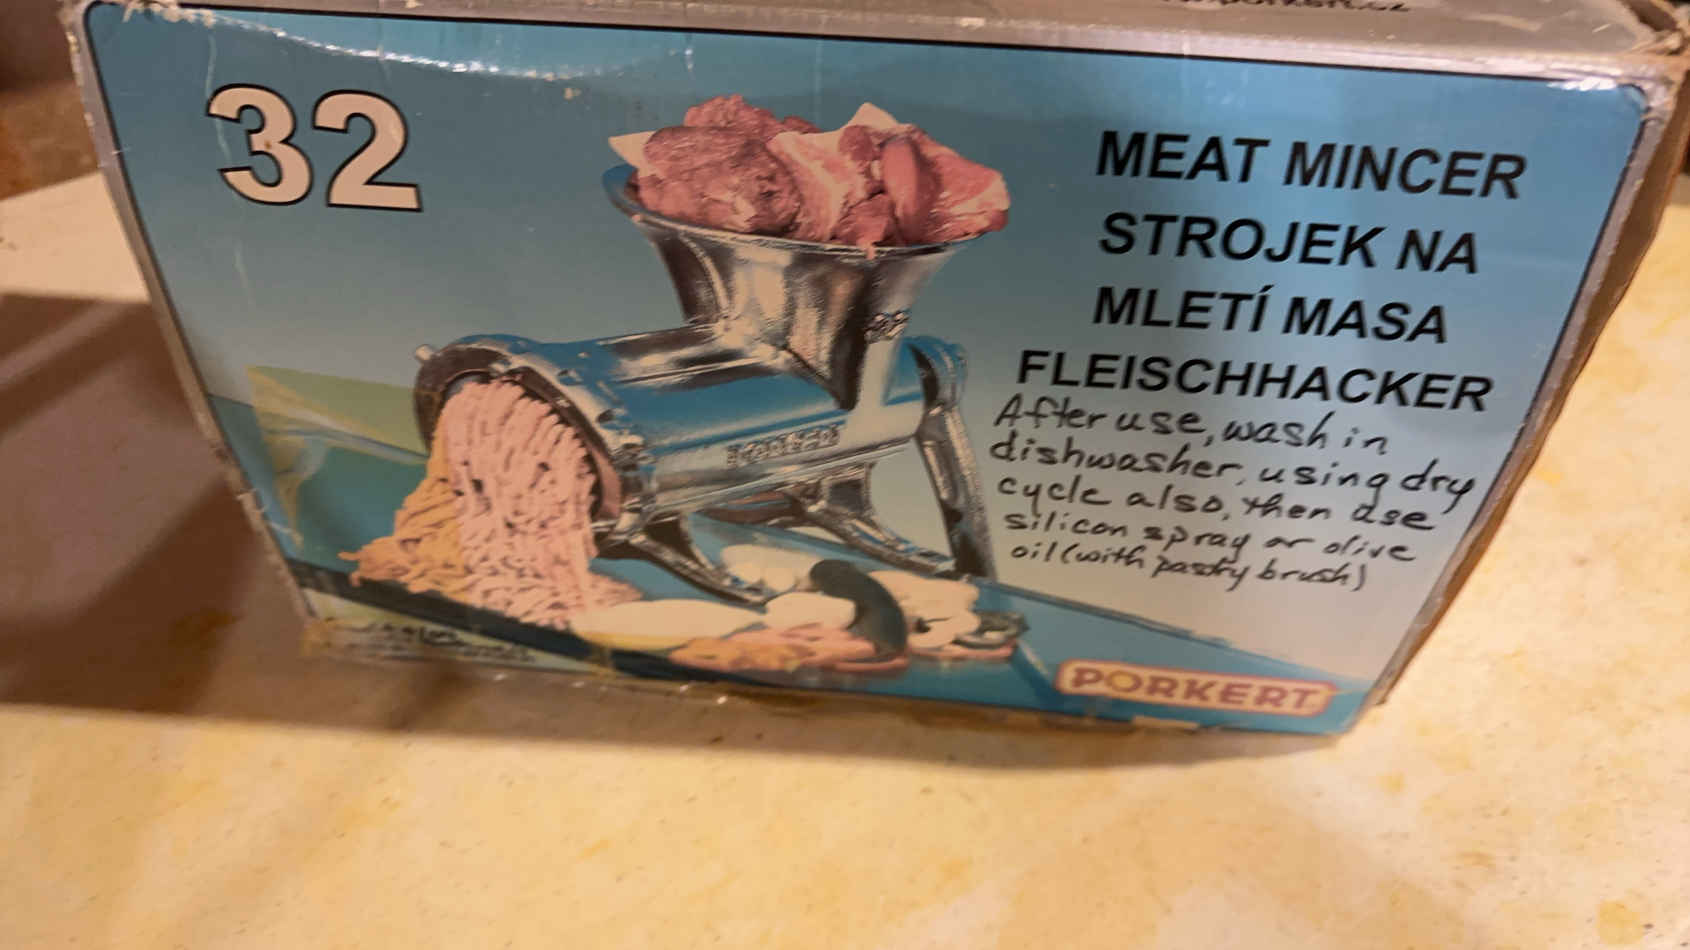 32
MEAT MINCER
STROJEK NA
MLETÍ MASA
FLEISCHHACKER
After use, wash in
dishwasher, using dry
cycle also, then use
silicon spray or olive
oil (with pastry brush)
PORKERT